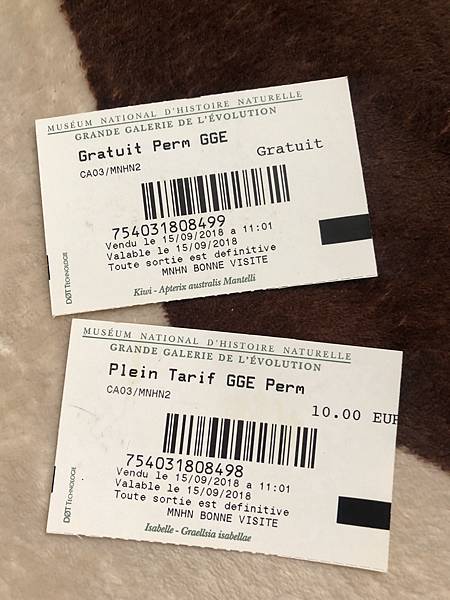 MUSÉUM NATIONAL D'HISTOIRE NATURELLE
GRANDE GALERIE DE L'ÉVOLUTION
Gratuit Perm GGE
Gratuit
CA03/MNHN2
754031808499
Vendu le 15/09/2018 a 11:01
Valable le 15/09/2018
Toute sortie est definitive
MNHN BONNE VISITE
Kiwi - Apterix australis Mantelli
DØT TECHNOLOGIE
MUSÉUM NATIONAL D'HISTOIRE NATURELLE
GRANDE GALERIE DE L'ÉVOLUTION
Plein Tarif GGE Perm
CA03/MNHN2
10.00 EUR
754031808498
Vendu le 15/09/2018 a 11:01
Valable le 15/09/2018
Toute sortie est definitive
MNHN BONNE VISITE
Isabelle - Graellsia isabellae
DØT TECHNOLOGIE